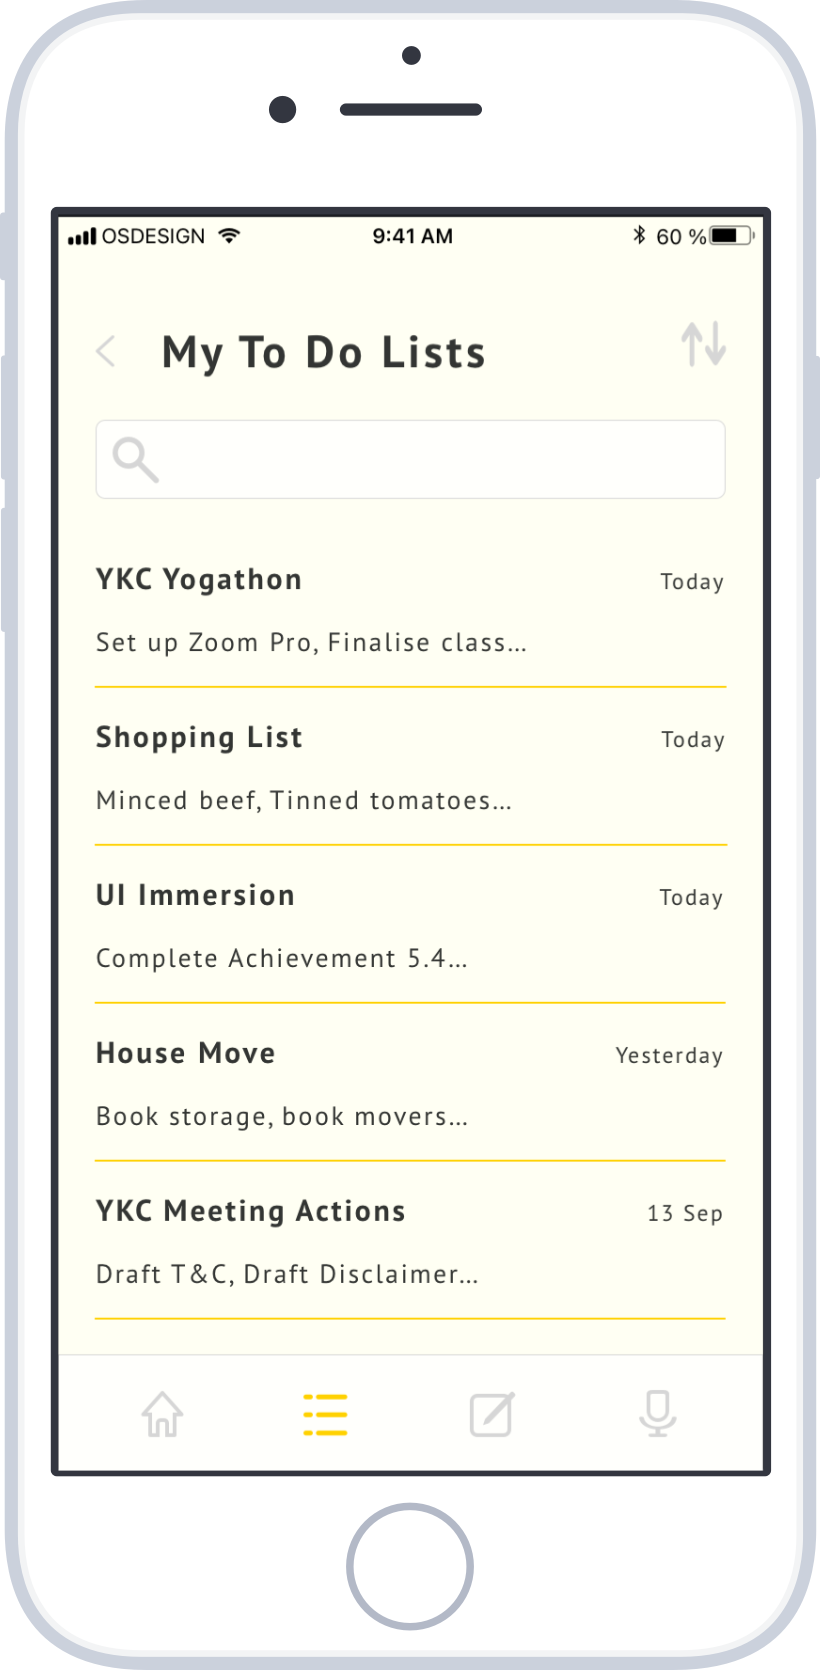 OSDESIGN 9:41 AM 60 %
My To Do Lists
YKC Yogathon Today
Set up Zoom Pro, Finalise class...
Shopping List Today
Minced beef, Tinned tomatoes...
UI Immersion Today
Complete Achievement 5.4...
House Move Yesterday
Book storage, book movers...
YKC Meeting Actions 13 Sep
Draft T&C, Draft Disclaimer...